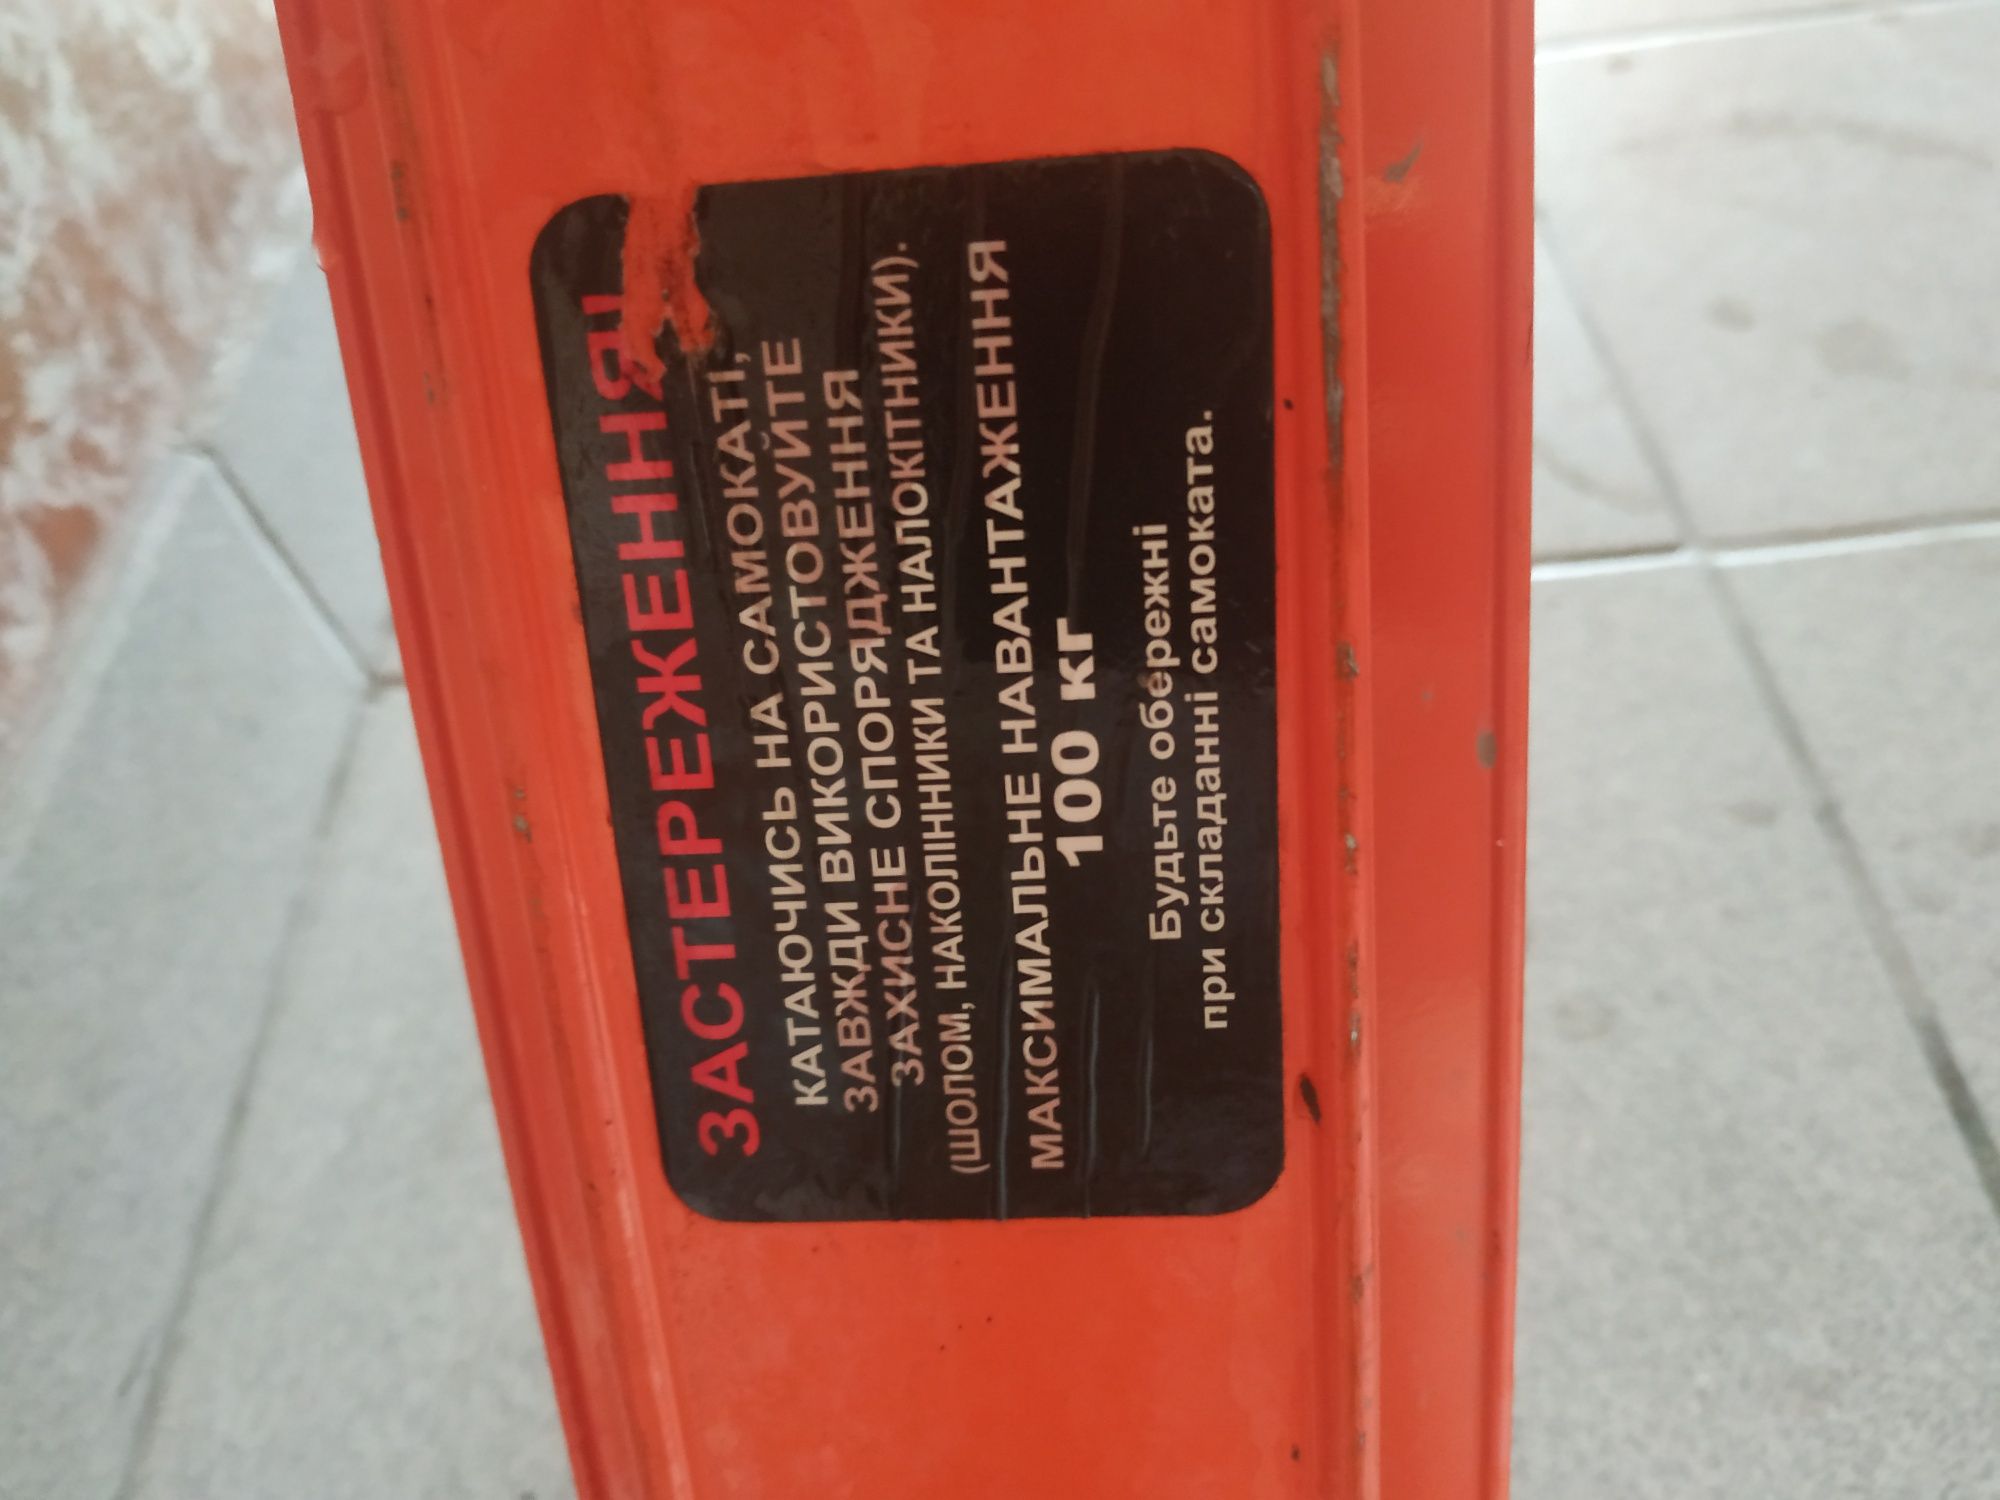 ЗАСТЕРЕЖЕННЯ!
КАТАЮЧИСЬ НА САМОКАТІ,
ЗАВЖДИ ВИКОРИСТОВУЙТЕ
ЗАХИСНЕ СПОРЯДЖЕННЯ
(ШОЛОМ, НАКОЛІННИКИ ТА НАЛОКІТНИКИ).
МАКСИМАЛЬНЕ НАВАНТАЖЕННЯ
100 кг
Будьте обережні
при складанні самоката.